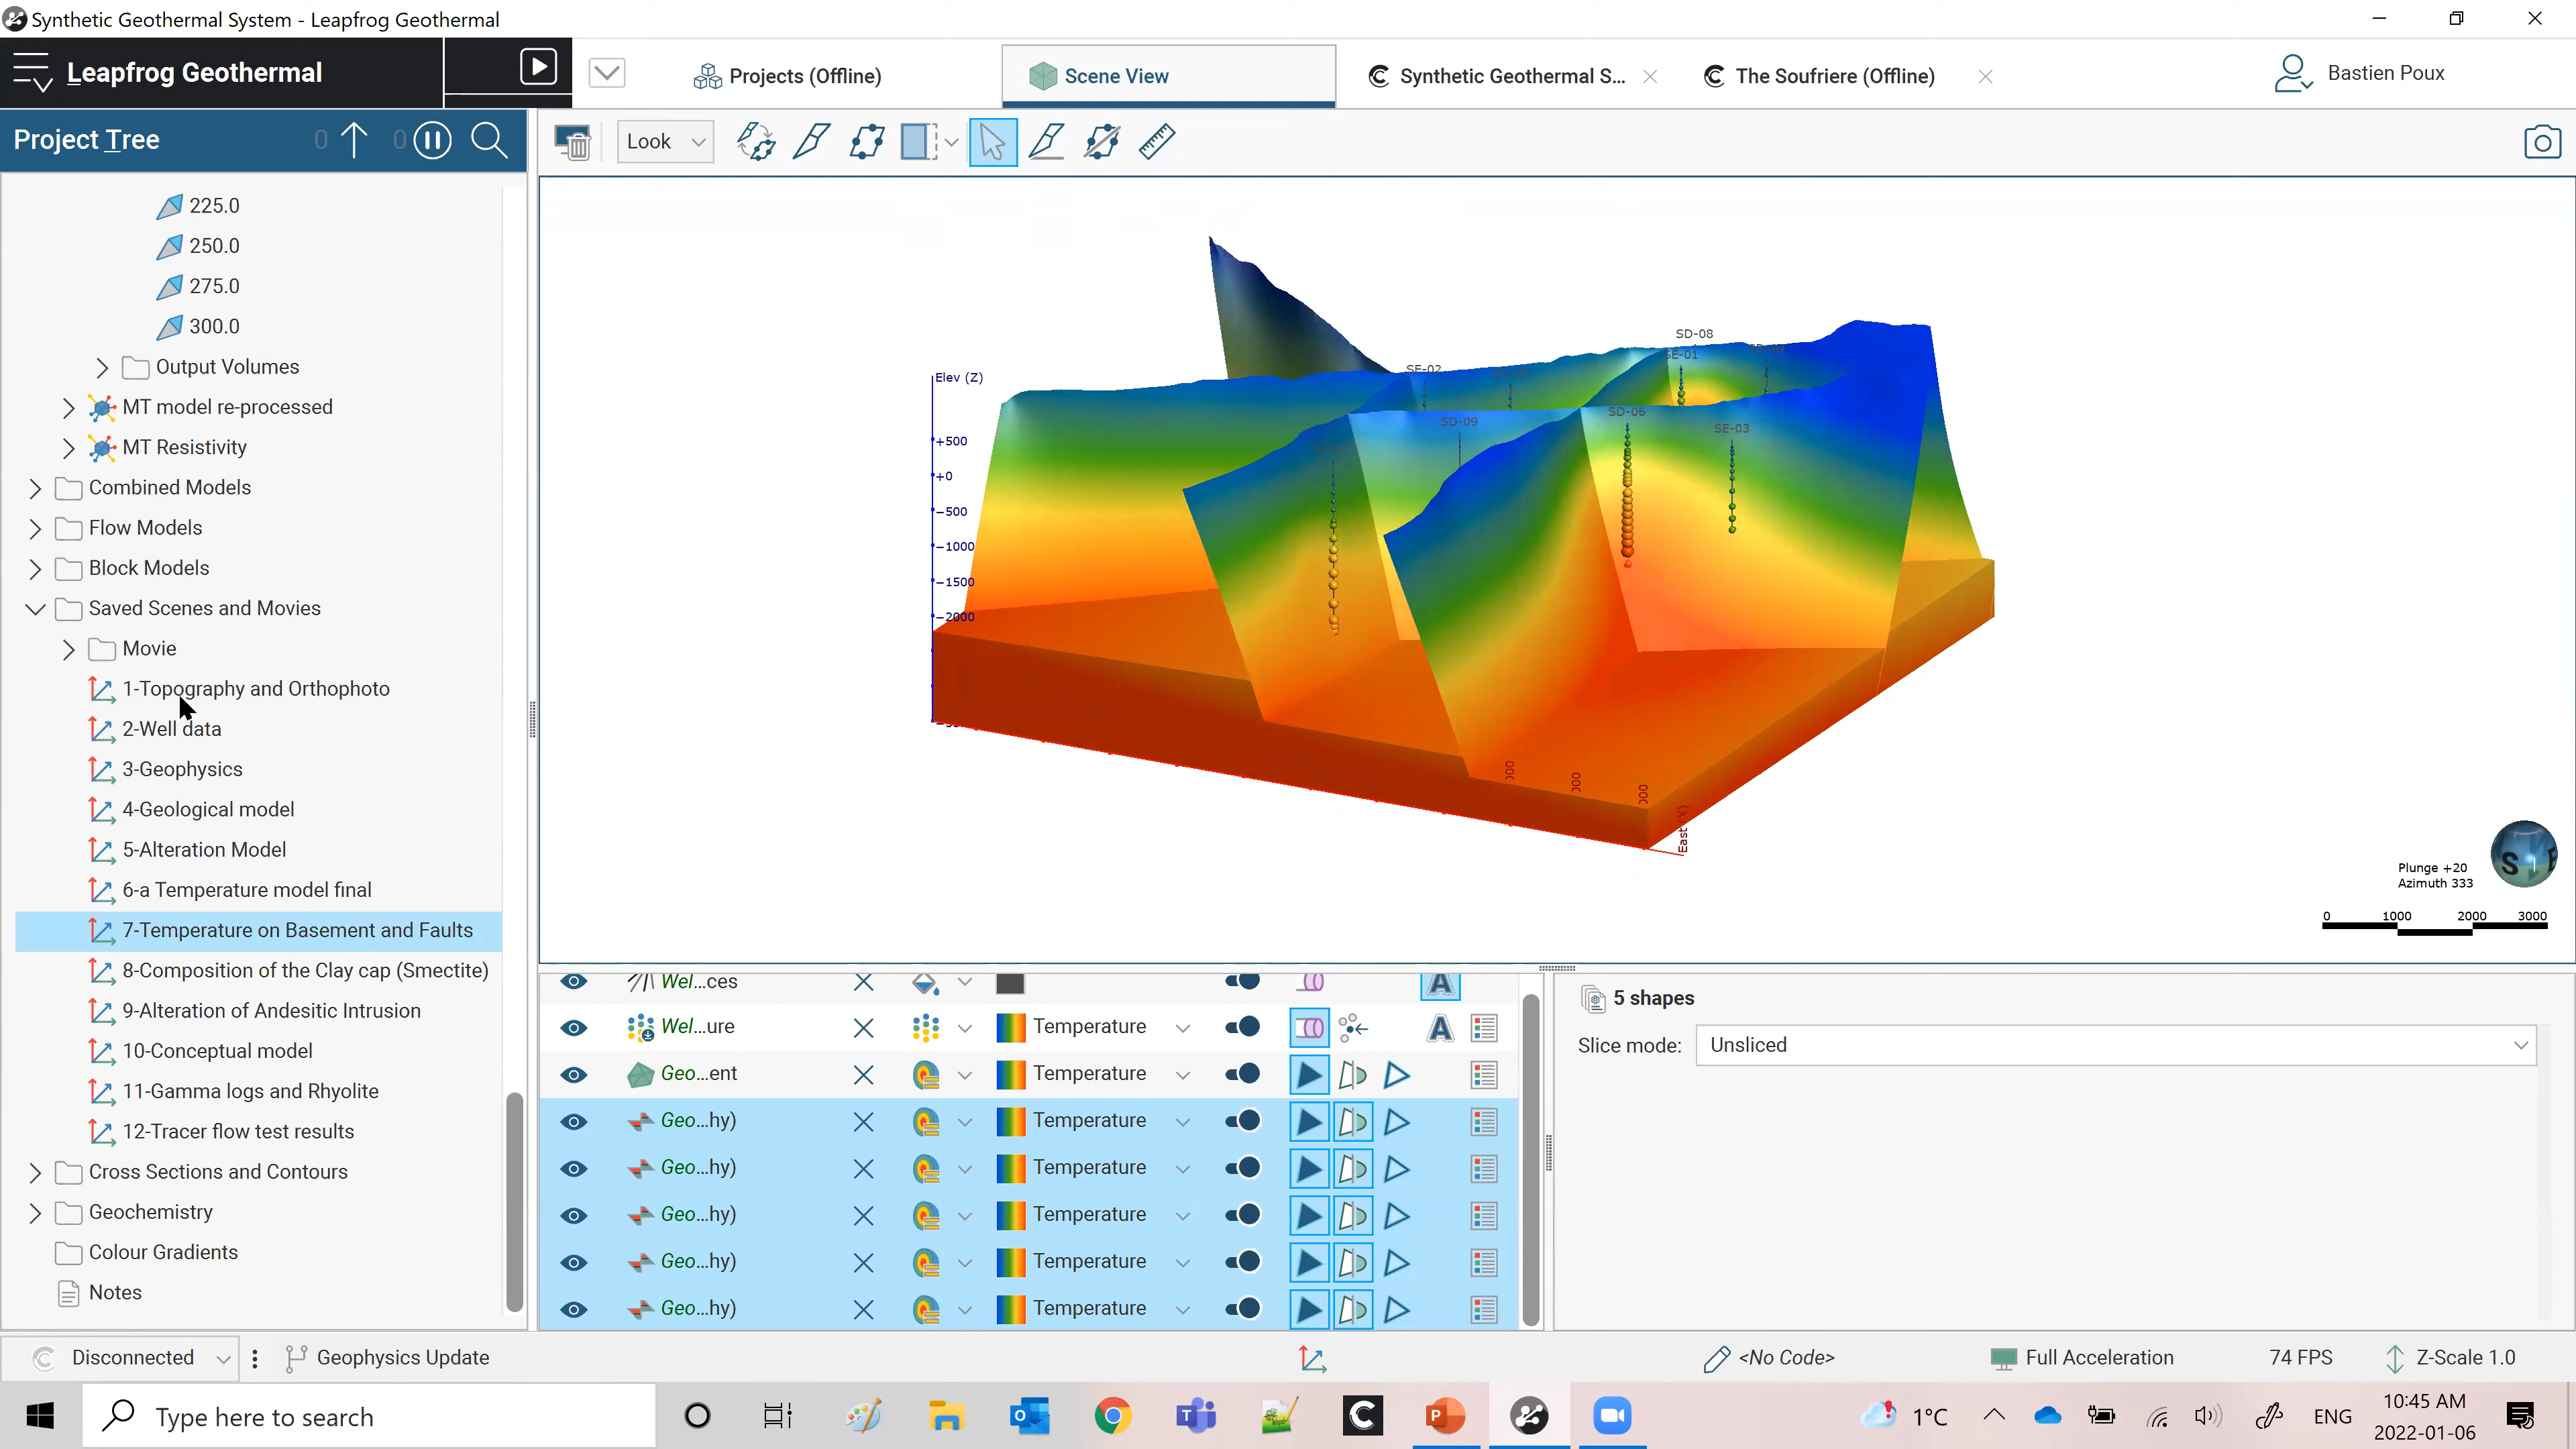 Synthetic Geothermal System - Leapfrog Geothermal
Leapfrog Geothermal
Projects (Offline)
Scene View
Synthetic Geothermal S...
The Soufriere (Offline)
Bastien Poux
Project Tree
0
0
Look
225.0
250.0
275.0
300.0
Output Volumes
MT model re-processed
MT Resistivity
Combined Models
Flow Models
Block Models
Saved Scenes and Movies
Movie
1-Topography and Orthophoto
2-Well data
3-Geophysics
4-Geological model
5-Alteration Model
6-a Temperature model final
7-Temperature on Basement and Faults
8-Composition of the Clay cap (Smectite)
9-Alteration of Andesitic Intrusion
10-Conceptual model
11-Gamma logs and Rhyolite
12-Tracer flow test results
Cross Sections and Contours
Geochemistry
Colour Gradients
Notes
Elev (Z)
+500
+0
-500
-1000
-1500
-2000
SD-08
SE-01
SE-02
SD-09
SD-06
SE-03
000
000
000
East (X)
Plunge +20
Azimuth 333
S
0 1000 2000 3000
Wel...ces
Wel...ure Temperature
Geo...ent Temperature
Geo...hy) Temperature
Geo...hy) Temperature
Geo...hy) Temperature
Geo...hy) Temperature
Geo...hy) Temperature
5 shapes
Slice mode: Unsliced
Disconnected
Geophysics Update
<No Code>
Full Acceleration
74 FPS
Z-Scale 1.0
Type here to search
1°C
ENG
10:45 AM
2022-01-06